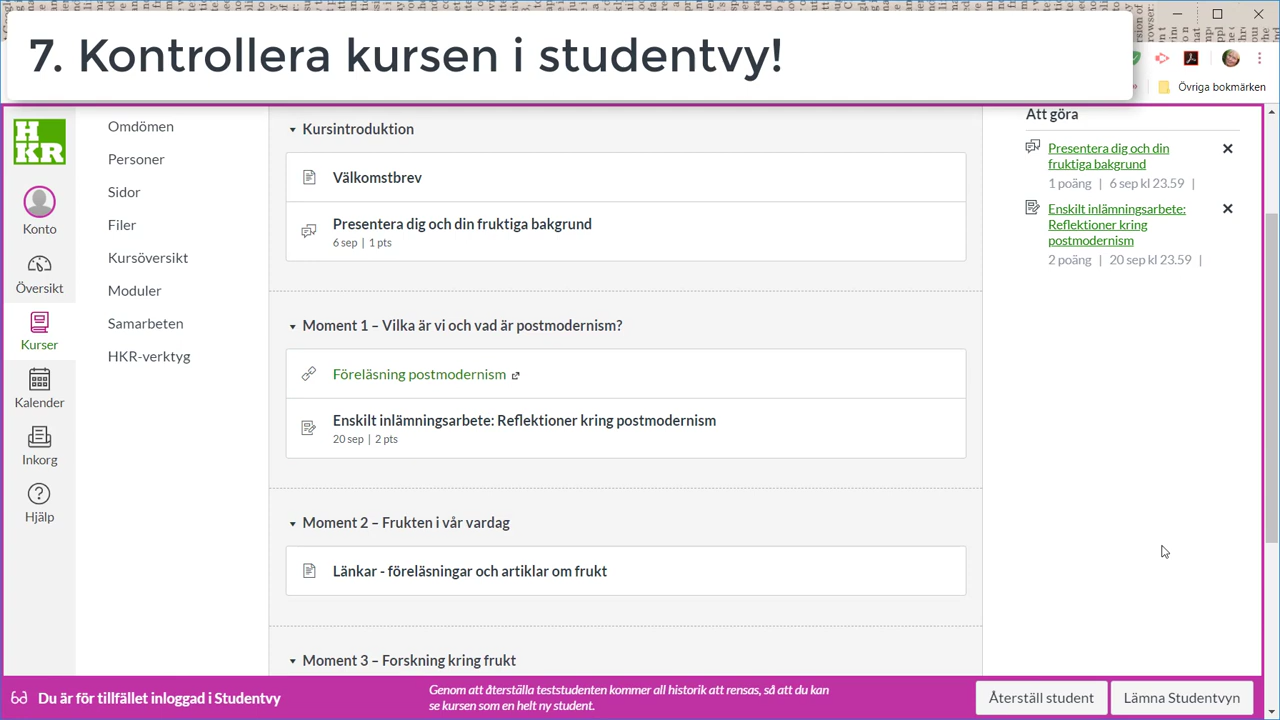 7. Kontrollera kursen i studentvy!
Övriga bokmärken
HKR
Konto
Översikt
Kurser
Kalender
Inkorg
Hjälp
Omdömen
Personer
Sidor
Filer
Kursöversikt
Moduler
Samarbeten
HKR-verktyg
Kursintroduktion
Välkomstbrev
Presentera dig och din fruktiga bakgrund
6 sep | 1 pts
Moment 1 – Vilka är vi och vad är postmodernism?
Föreläsning postmodernism
Enskilt inlämningsarbete: Reflektioner kring postmodernism
20 sep | 2 pts
Moment 2 – Frukten i vår vardag
Länkar - föreläsningar och artiklar om frukt
Moment 3 – Forskning kring frukt
Att göra
Presentera dig och din
fruktiga bakgrund
1 poäng | 6 sep kl 23.59 |
Enskilt inlämningsarbete:
Reflektioner kring
postmodernism
2 poäng | 20 sep kl 23.59 |
Du är för tillfället inloggad i Studentvy
Genom att återställa teststudenten kommer all historik att rensas, så att du kan
se kursen som en helt ny student.
Återställ student
Lämna Studentvyn